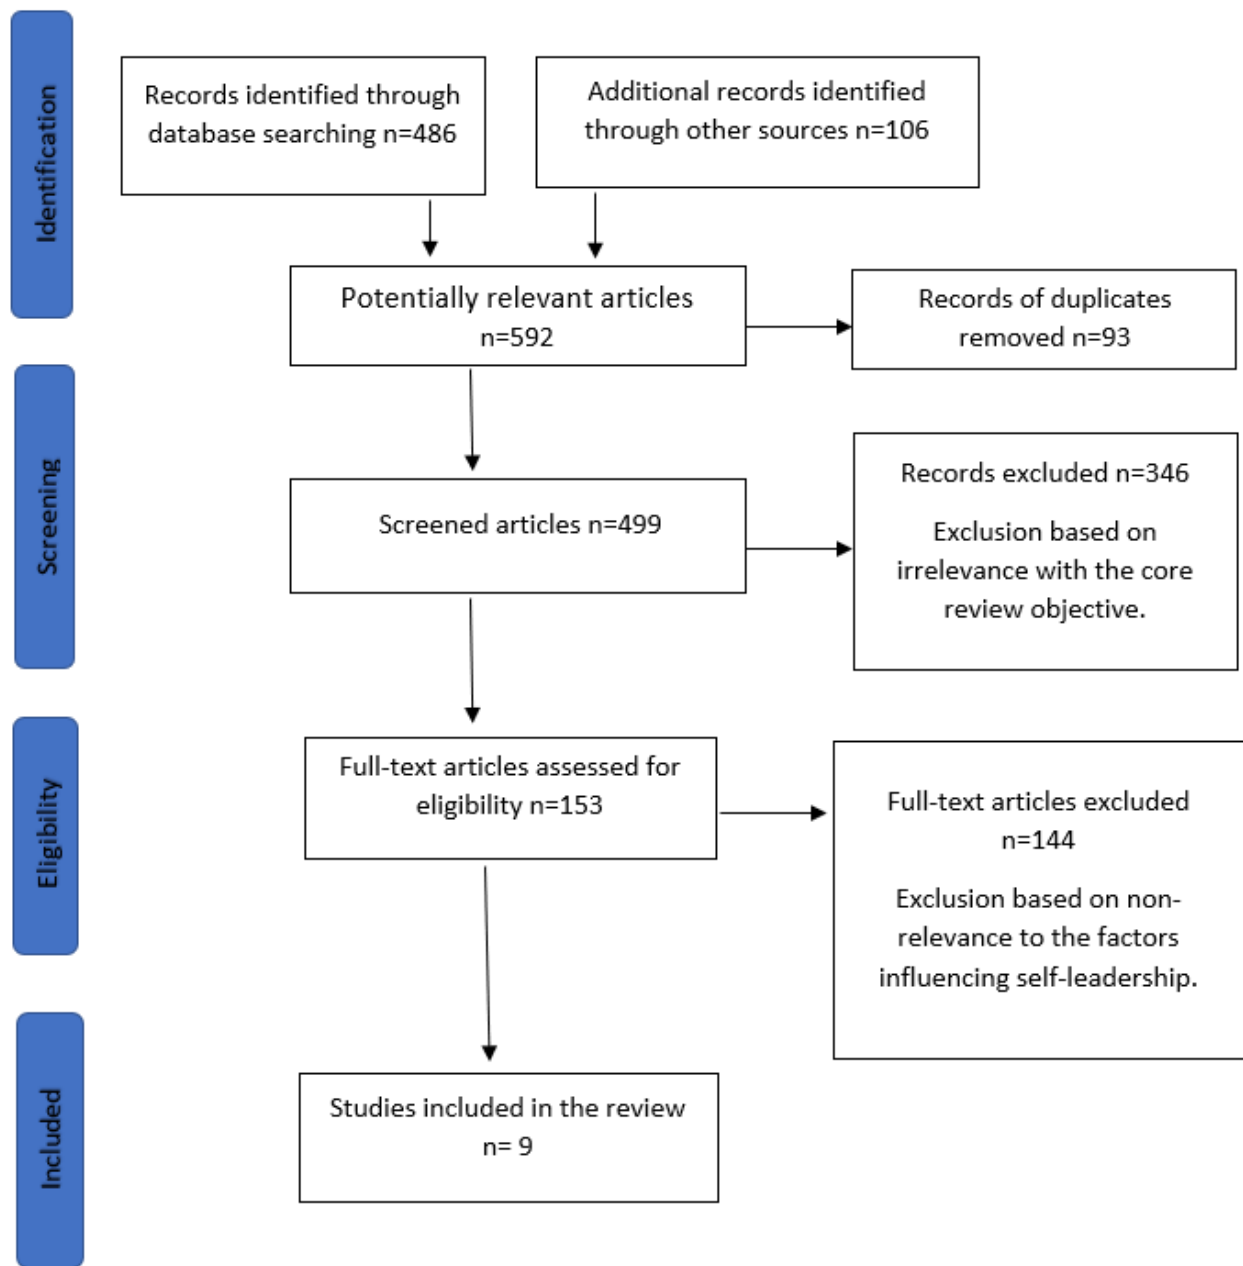 Identification
Records identified through
database searching n=486
Additional records identified
through other sources n=106
Potentially relevant articles
n=592
Records of duplicates
removed n=93
Screening
Screened articles n=499
Records excluded n=346
Exclusion based on
irrelevance with the core
review objective.
Eligibility
Full-text articles assessed for
eligibility n=153
Full-text articles excluded
n=144
Exclusion based on non-
relevance to the factors
influencing self-leadership.
Included
Studies included in the review
n= 9